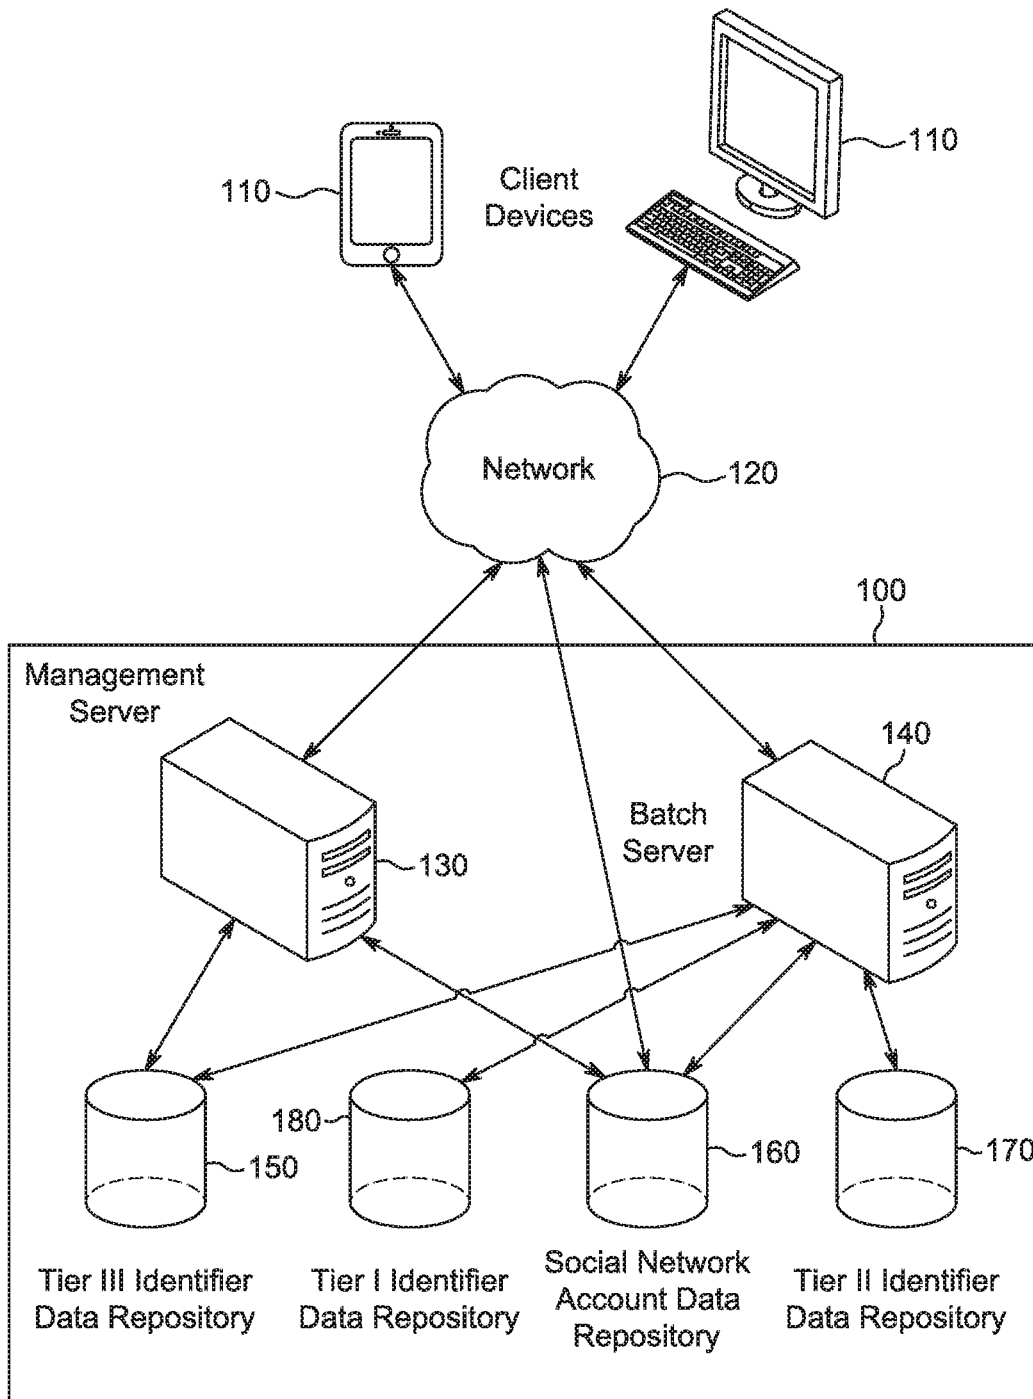 110
Client
Devices
110
Network
120
100
Management
Server
140
Batch
Server
130
180
150
160
170
Tier III Identifier
Data Repository
Tier I Identifier
Data Repository
Social Network
Account Data
Repository
Tier II Identifier
Data Repository